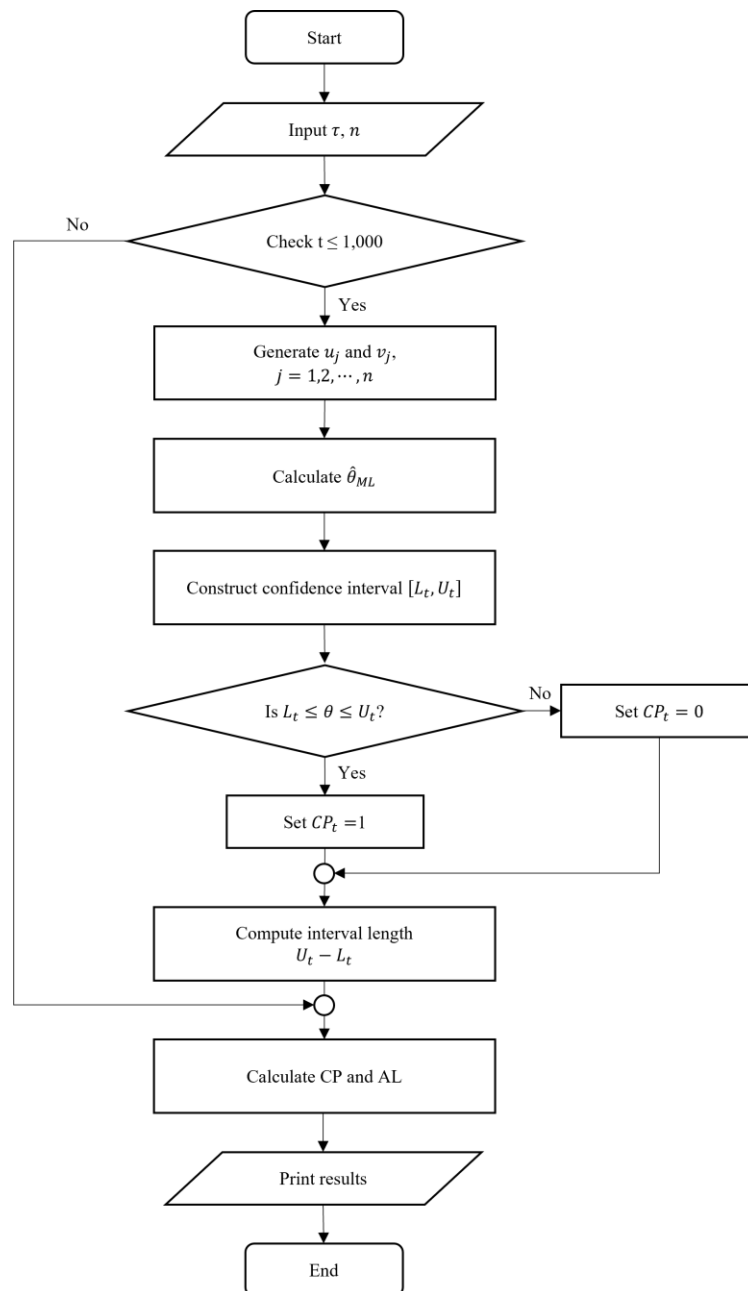 Start
Input τ, n
No
Check t ≤ 1,000
Yes
Generate u_j and v_j,
j = 1,2, ⋯ , n
Calculate θ̂_ML
Construct confidence interval [L_t, U_t]
Is L_t ≤ θ ≤ U_t?
No
Set CP_t = 0
Yes
Set CP_t =1
Compute interval length
U_t − L_t
Calculate CP and AL
Print results
End